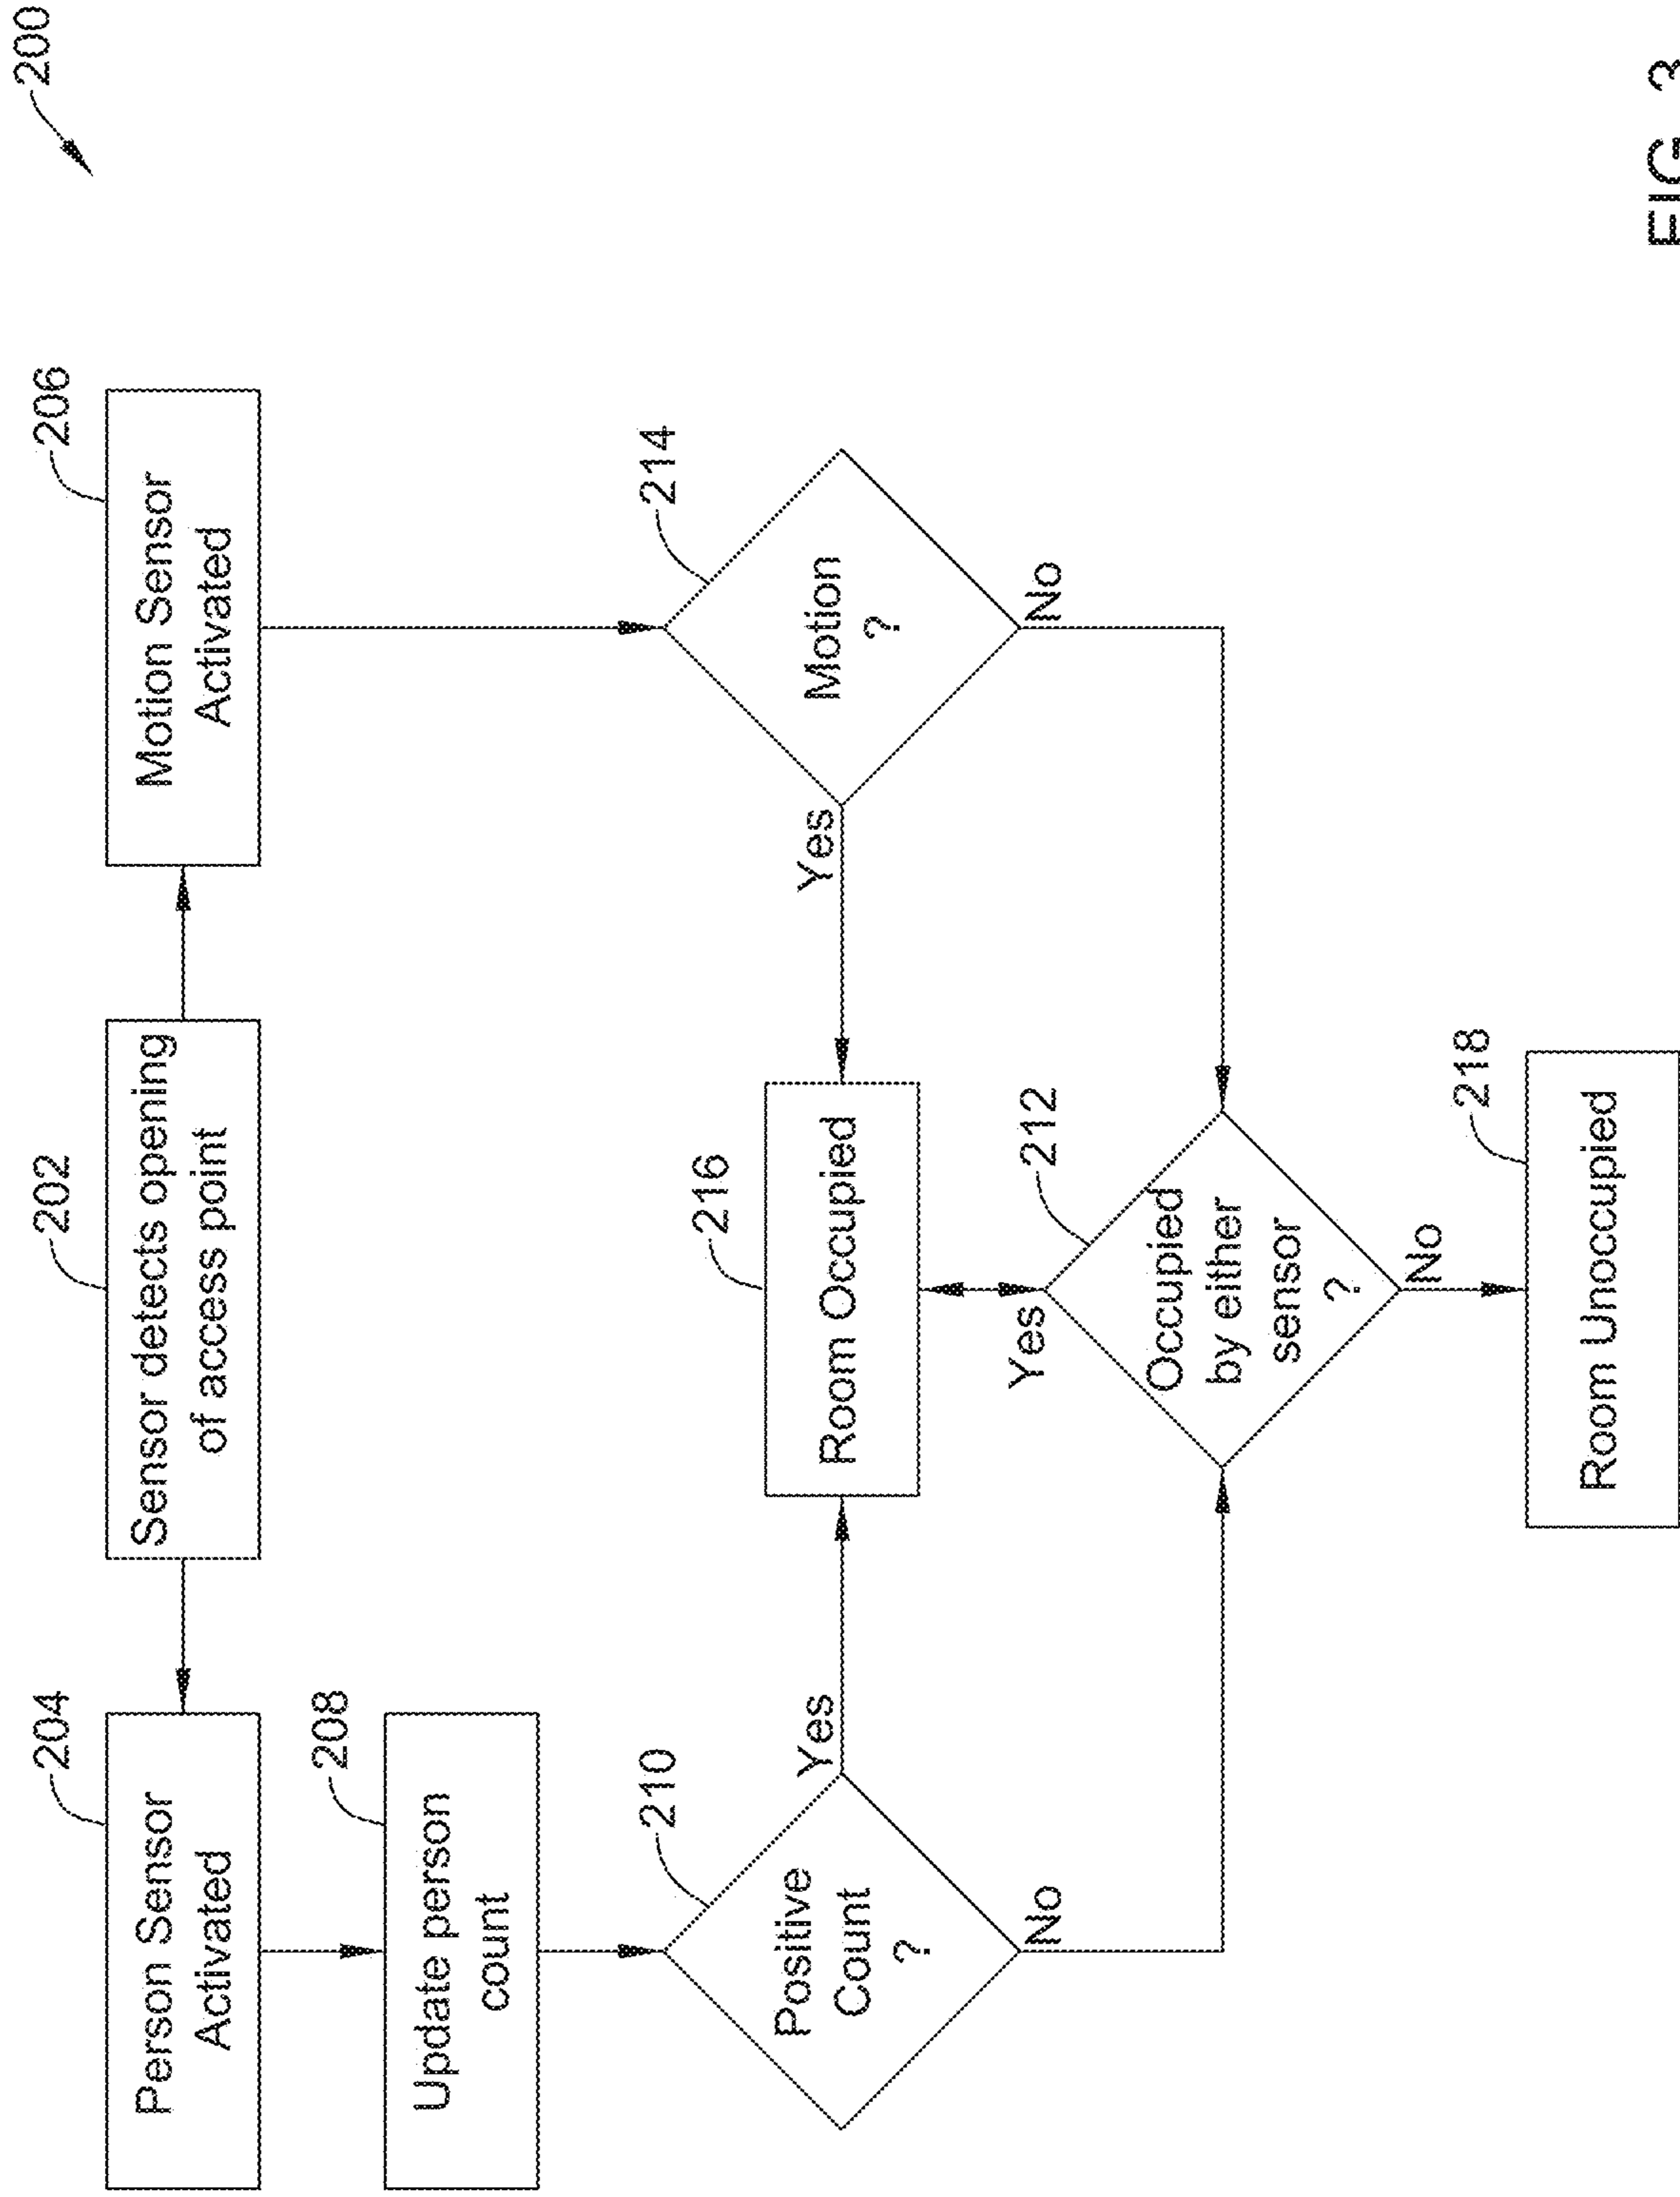 200
202
Sensor detects opening
of access point
204
Person Sensor
Activated
206
Motion Sensor
Activated
208
Update person
count
210
Positive
Count
?
Yes
No
214
Motion
?
Yes
No
216
Room Occupied
212
Occupied
by either
sensor
?
Yes
No
218
Room Unoccupied
FIG. 3